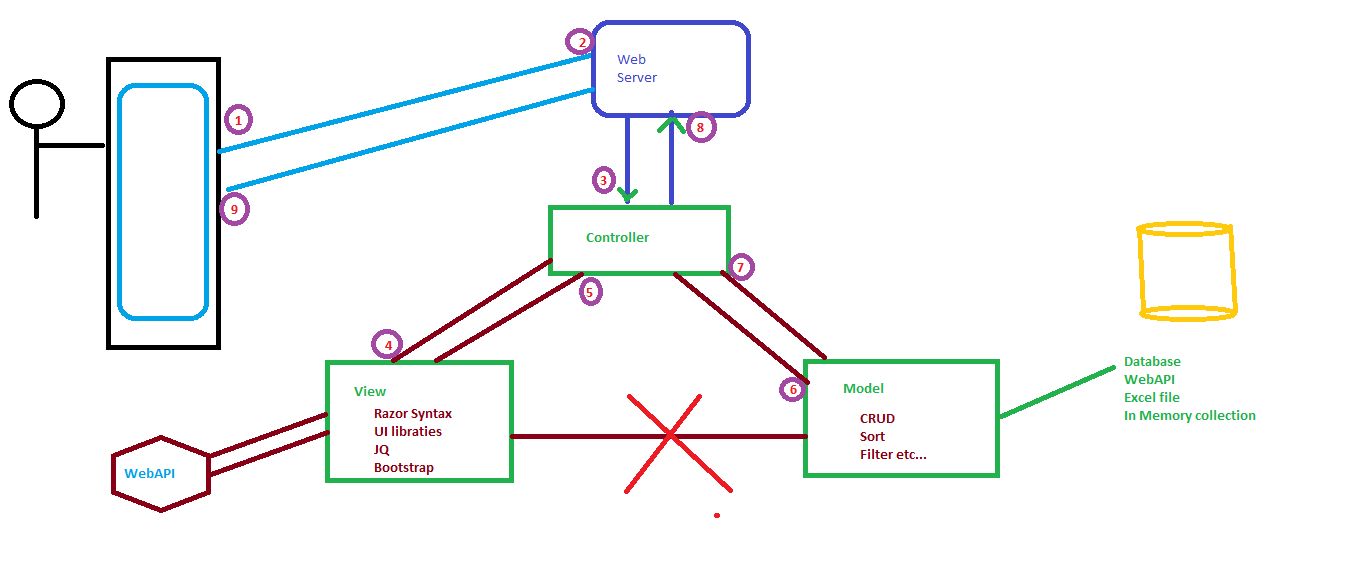 2
Web
Server
1
8
3
9
Controller
7
5
4
View
Razor Syntax
UI libraties
JQ
Bootstrap
6
Model
CRUD
Sort
Filter etc...
Database
WebAPI
Excel file
In Memory collection
WebAPI